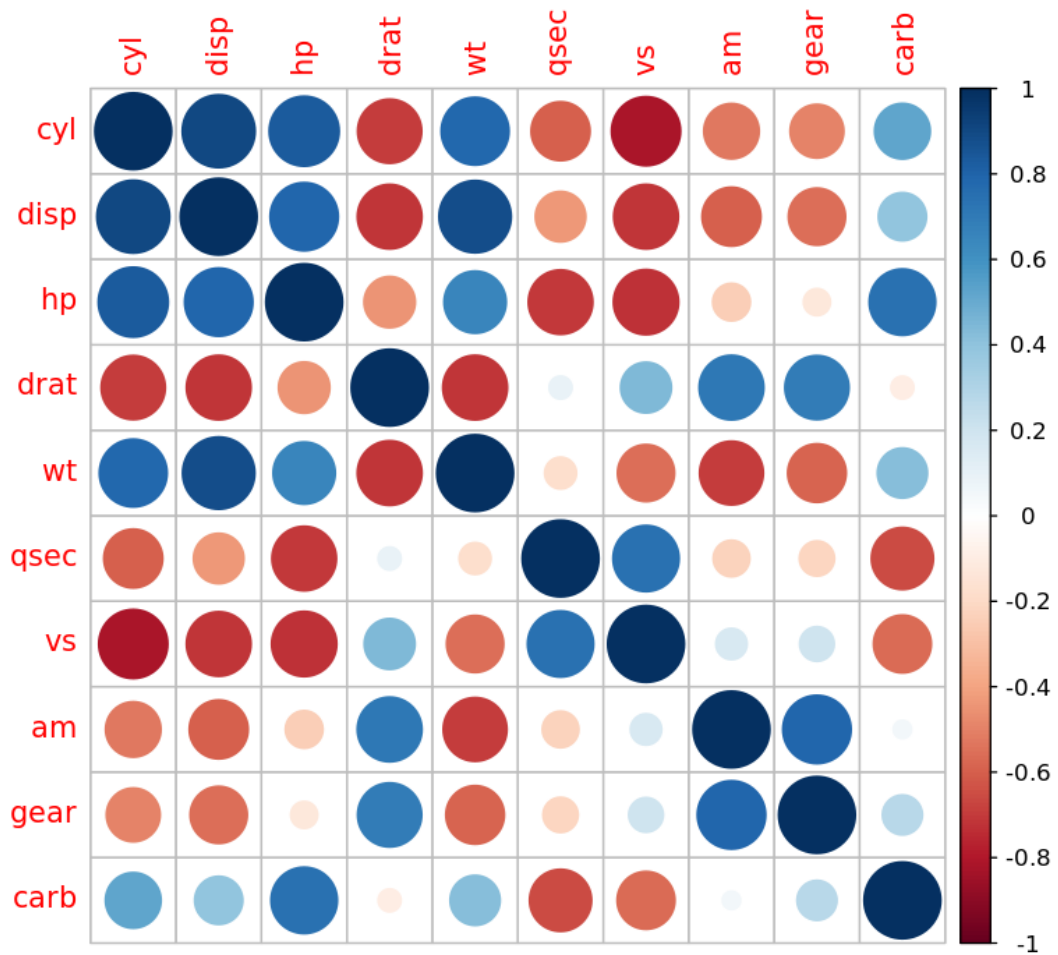 cyl disp hp drat wt qsec vs am gear carb
cyl
disp
hp
drat
wt
qsec
vs
am
gear
carb
1
0.8
0.6
0.4
0.2
0
-0.2
-0.4
-0.6
-0.8
-1